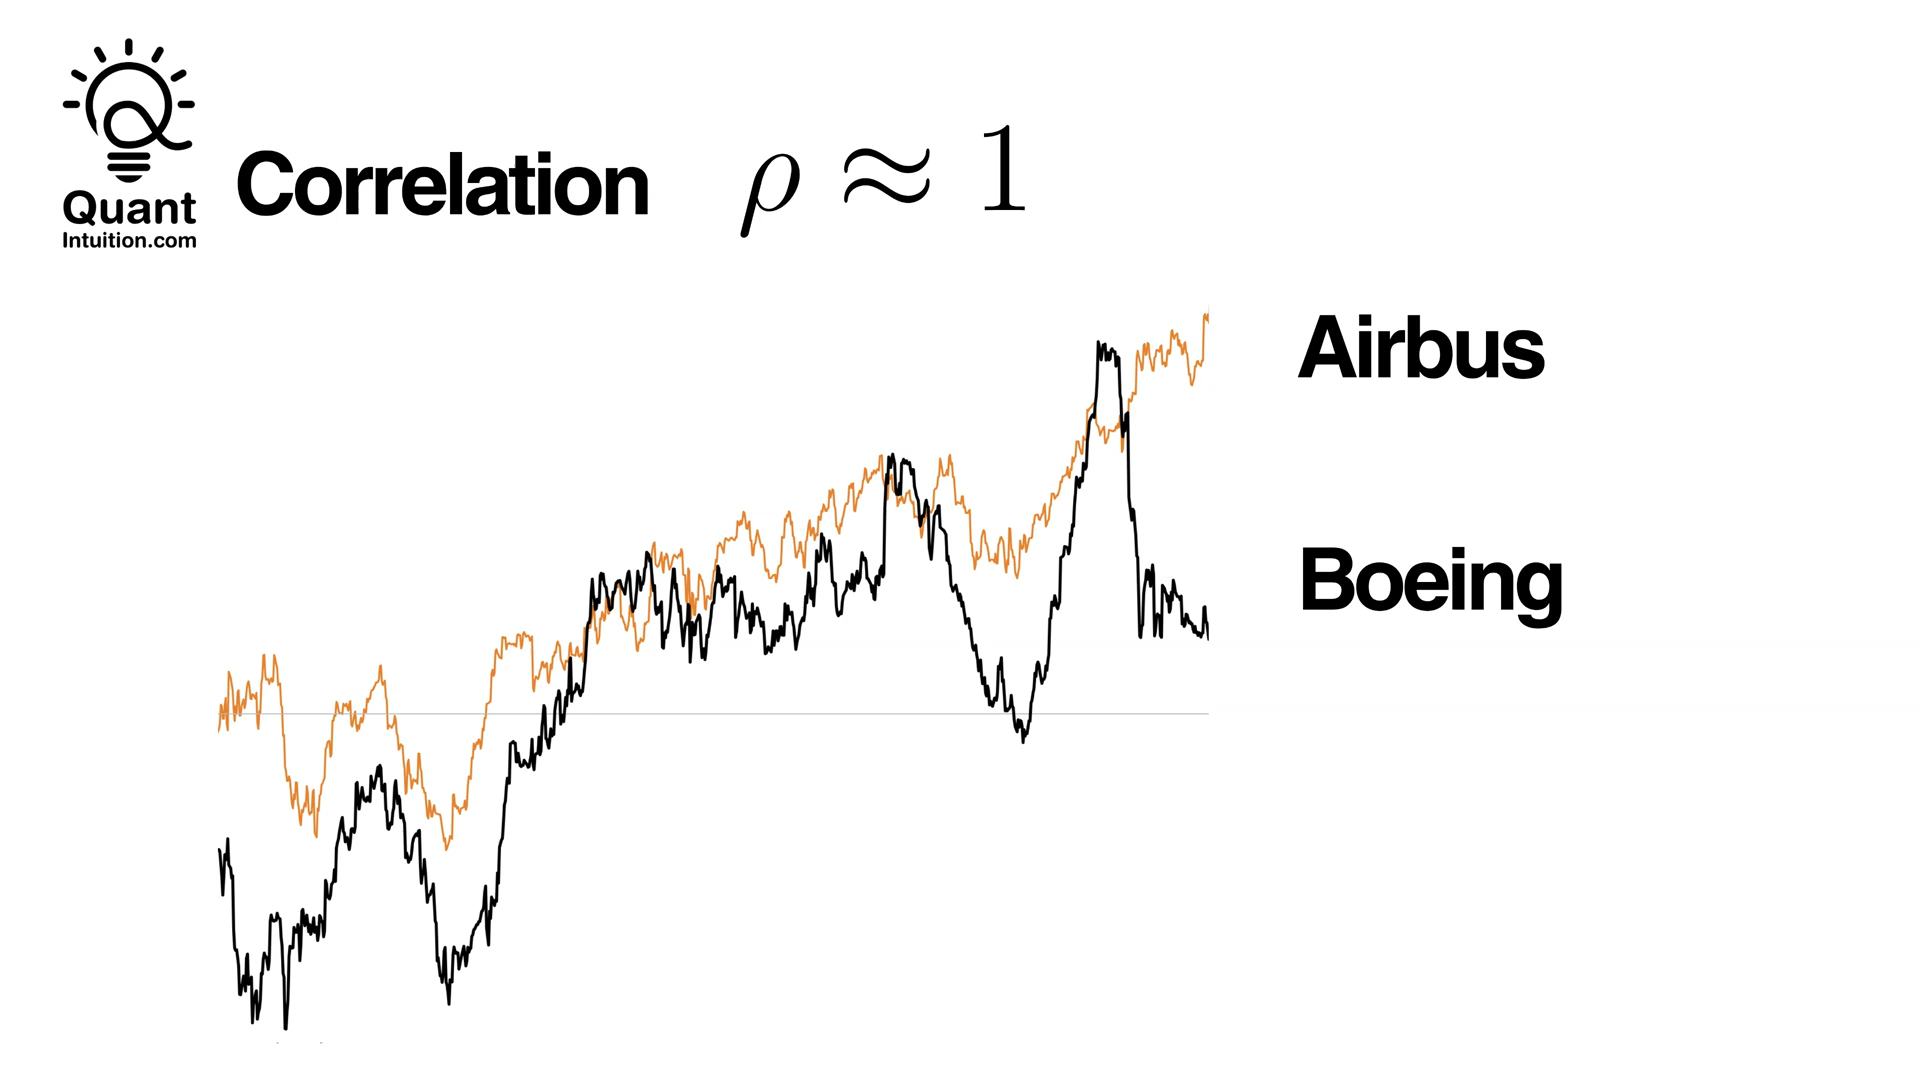 Quant
Intuition.com
Correlation ρ ≈ 1
Airbus
Boeing